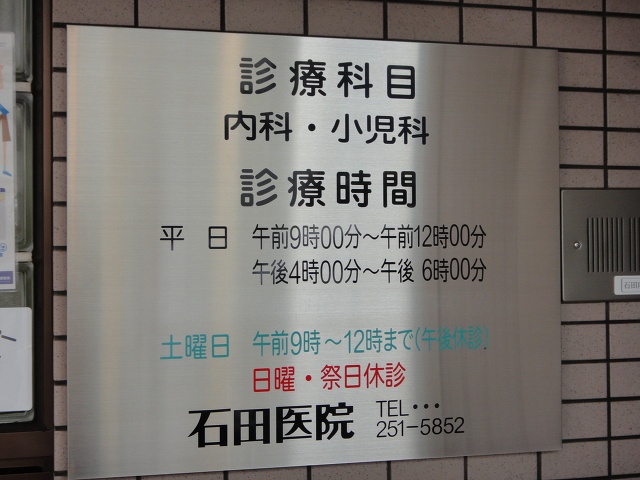 診療科目
内科・小児科
診療時間
平 日 午前9時00分～午前12時00分
午後4時00分～午後 6時00分
土曜日 午前9時～12時まで(午後休診)
日曜・祭日休診
石田医院 TEL・・・
251-5852